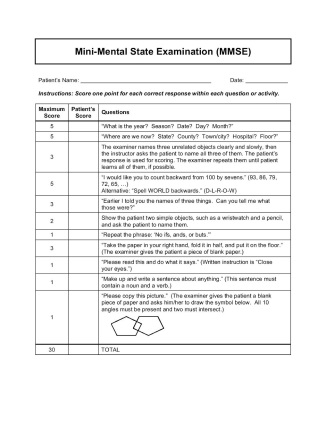 Mini-Mental State Examination (MMSE)
Patient's Name: Date:
Instructions: Score one point for each correct response within each question or activity.
Maximum Score Patient's Score Questions
5 "What is the year? Season? Date? Day? Month?"
5 "Where are we now? State? County? Town/city? Hospital? Floor?"
3 The examiner names three unrelated objects clearly and slowly, then
the instructor asks the patient to name all three of them. The patient's
response is used for scoring. The examiner repeats them until patient
learns all of them, if possible.
5 "I would like you to count backward from 100 by sevens." (93, 86, 79,
72, 65, …)
Alternative: "Spell WORLD backwards." (D-L-R-O-W)
3 "Earlier I told you the names of three things. Can you tell me what
those were?"
2 Show the patient two simple objects, such as a wristwatch and a pencil,
and ask the patient to name them.
1 "Repeat the phrase: 'No ifs, ands, or buts.'"
3 "Take the paper in your right hand, fold it in half, and put it on the floor."
(The examiner gives the patient a piece of blank paper.)
1 "Please read this and do what it says." (Written instruction is "Close
your eyes.")
1 "Make up and write a sentence about anything." (This sentence must
contain a noun and a verb.)
1 "Please copy this picture." (The examiner gives the patient a blank
piece of paper and asks him/her to draw the symbol below. All 10
angles must be present and two must intersect.)
30 TOTAL